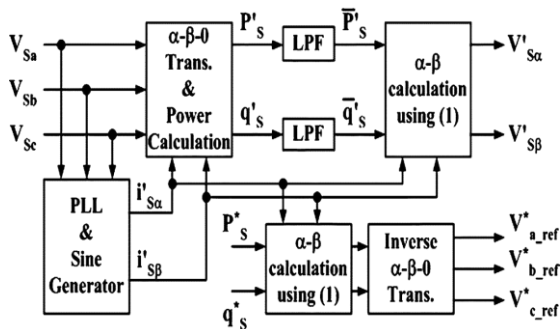 V_Sa
V_Sb
V_Sc
α-β-0
Trans.
&
Power
Calculation
P'_S
q'_S
LPF
LPF
P̅'_S
q̅'_S
α-β
calculation
using (1)
V'_Sα
V'_Sβ
PLL
&
Sine
Generator
i'_Sα
i'_Sβ
P*_S
q*_S
α-β
calculation
using (1)
Inverse
α-β-0
Trans.
V*_a_ref
V*_b_ref
V*_c_ref